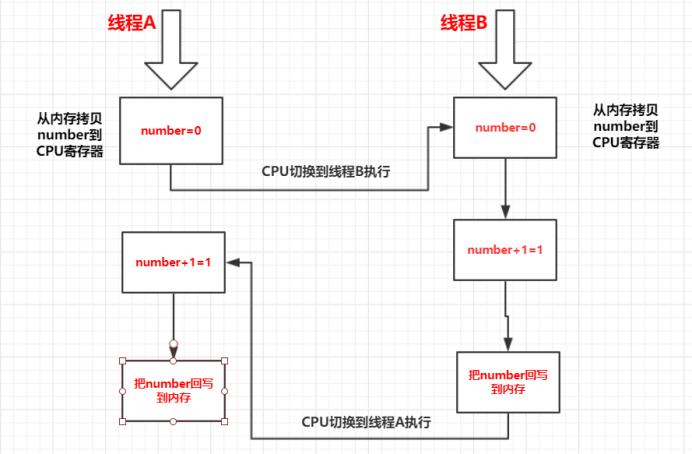 线程A
线程B
从内存拷贝
number到
CPU寄存器
number=0
number=0
从内存拷贝
number到
CPU寄存器
CPU切换到线程B执行
number+1=1
number+1=1
把number回写
到内存
把number回写
到内存
CPU切换到线程A执行